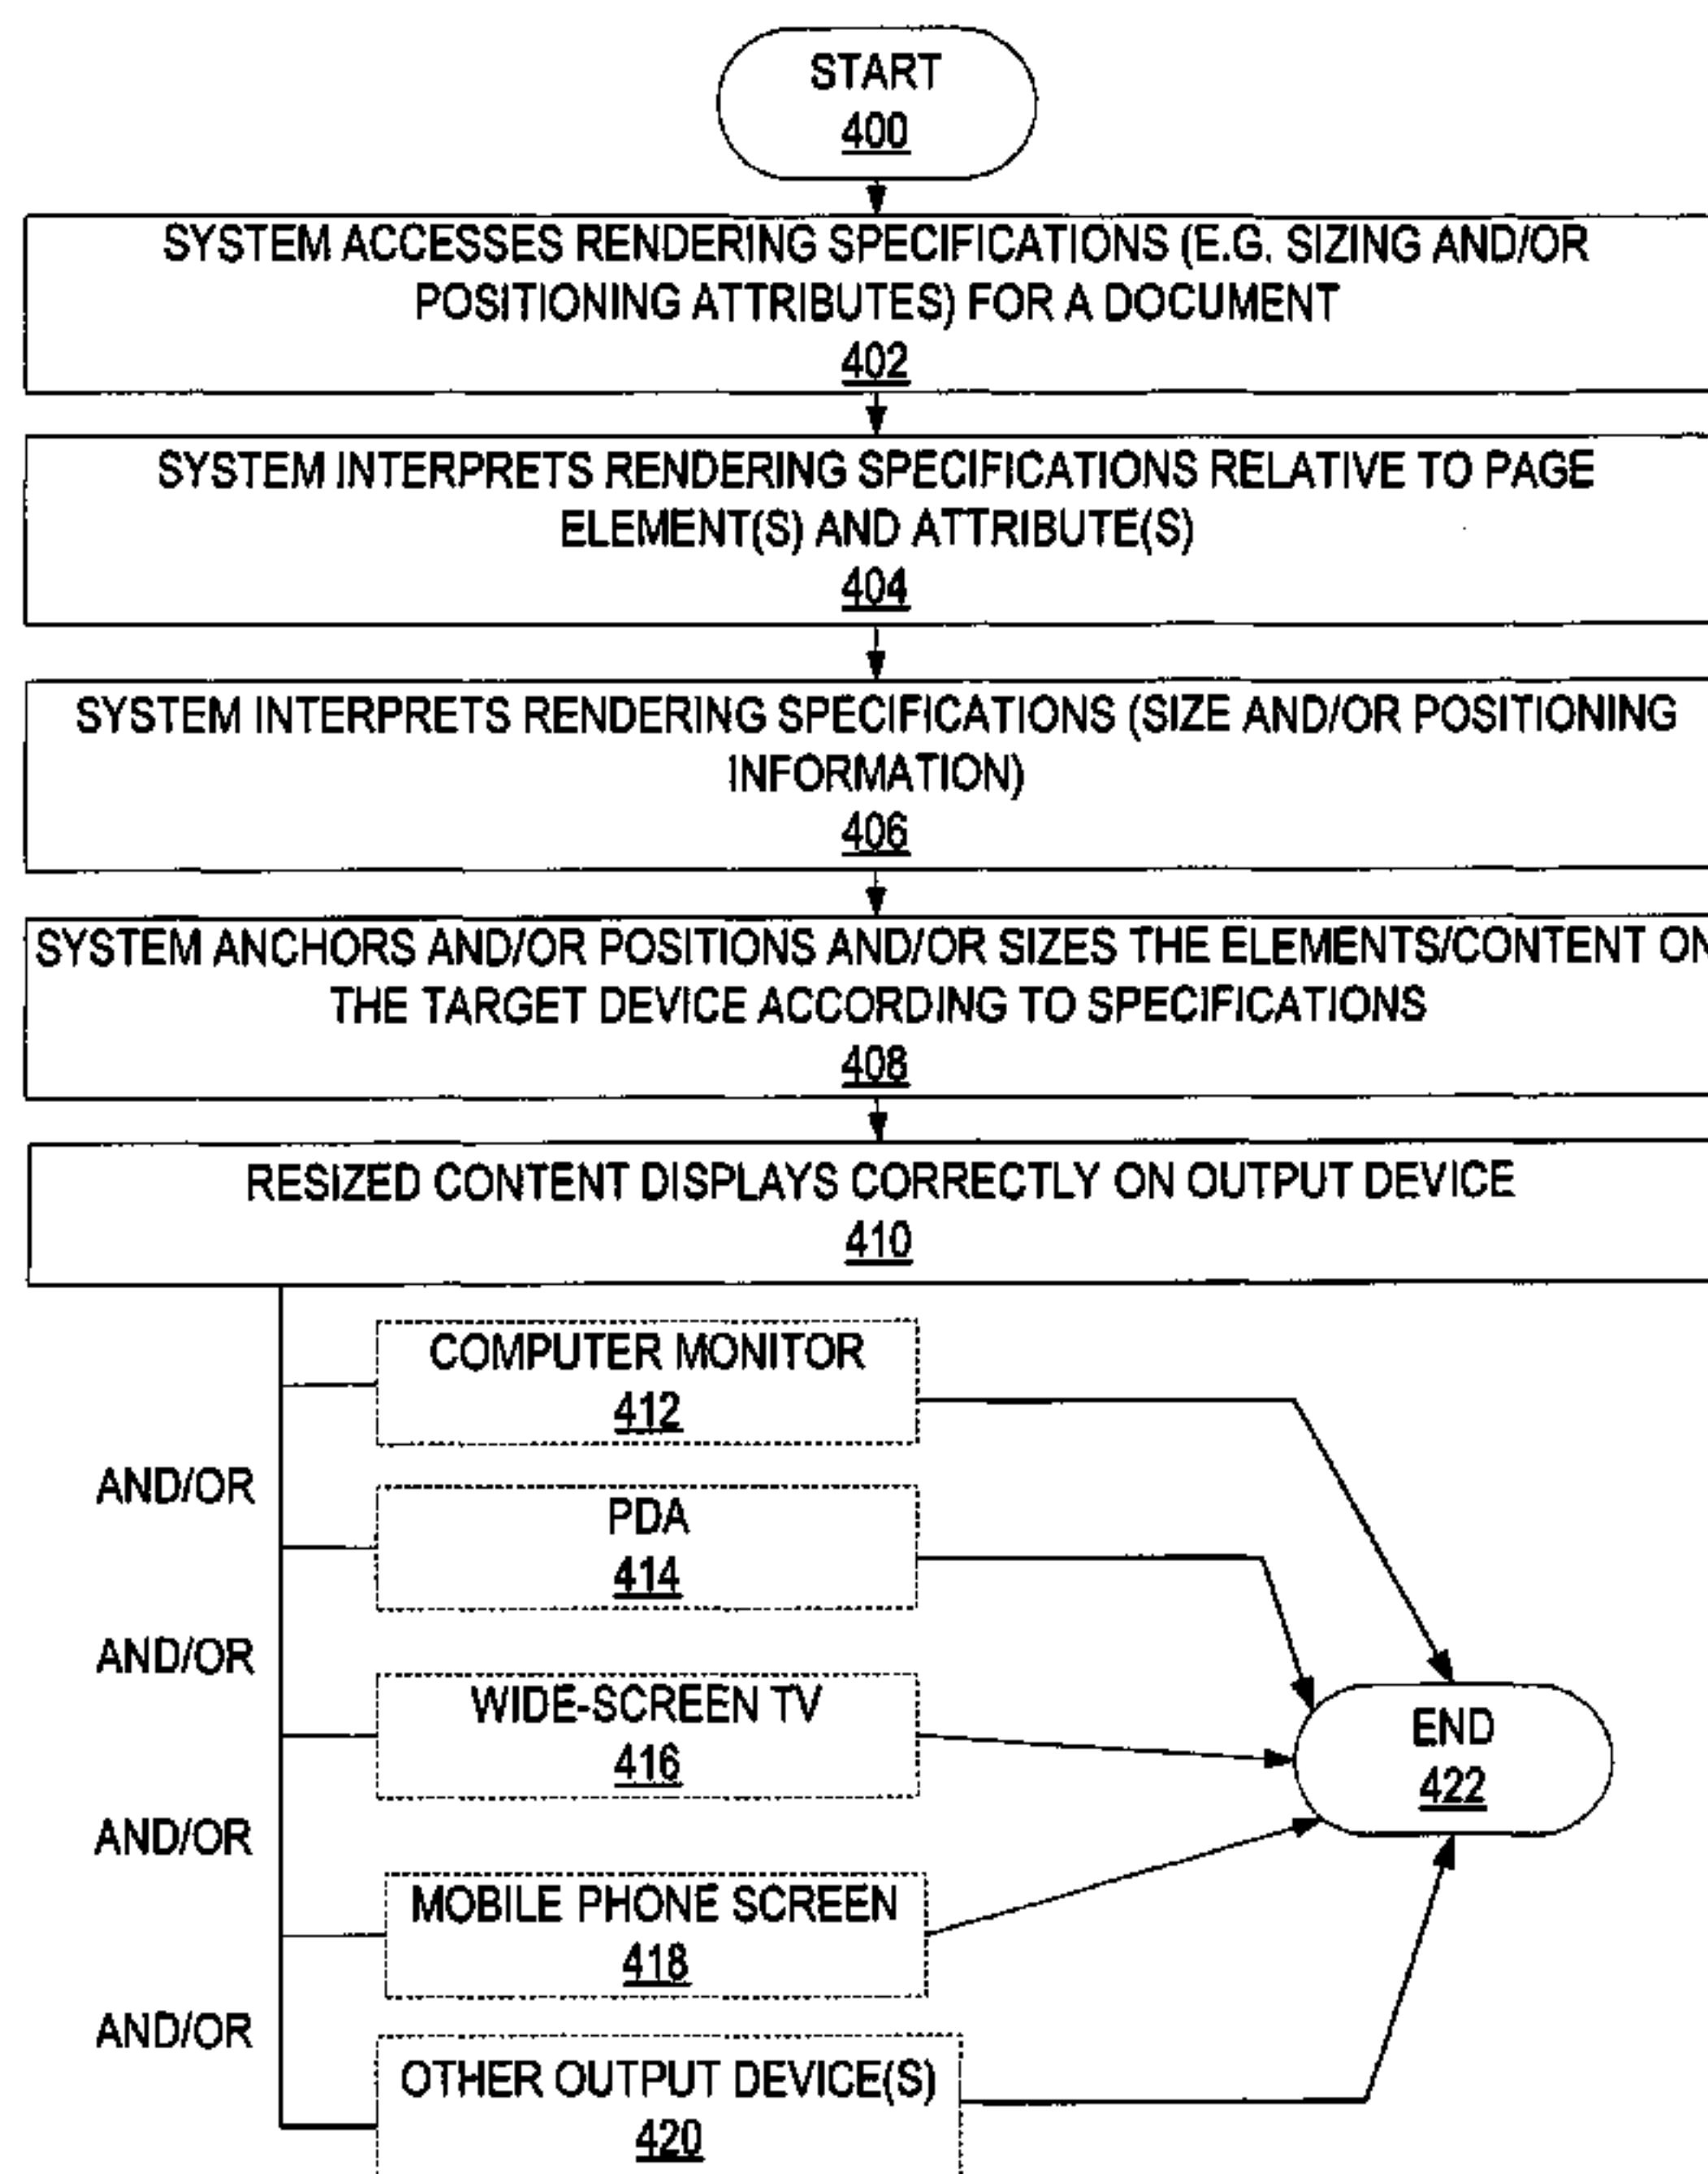 START
400
SYSTEM ACCESSES RENDERING SPECIFICATIONS (E.G. SIZING AND/OR
POSITIONING ATTRIBUTES) FOR A DOCUMENT
402
SYSTEM INTERPRETS RENDERING SPECIFICATIONS RELATIVE TO PAGE
ELEMENT(S) AND ATTRIBUTE(S)
404
SYSTEM INTERPRETS RENDERING SPECIFICATIONS (SIZE AND/OR POSITIONING
INFORMATION)
406
SYSTEM ANCHORS AND/OR POSITIONS AND/OR SIZES THE ELEMENTS/CONTENT ON
THE TARGET DEVICE ACCORDING TO SPECIFICATIONS
408
RESIZED CONTENT DISPLAYS CORRECTLY ON OUTPUT DEVICE
410
COMPUTER MONITOR
412
AND/OR
PDA
414
AND/OR
WIDE-SCREEN TV
416
END
422
AND/OR
MOBILE PHONE SCREEN
418
AND/OR
OTHER OUTPUT DEVICE(S)
420